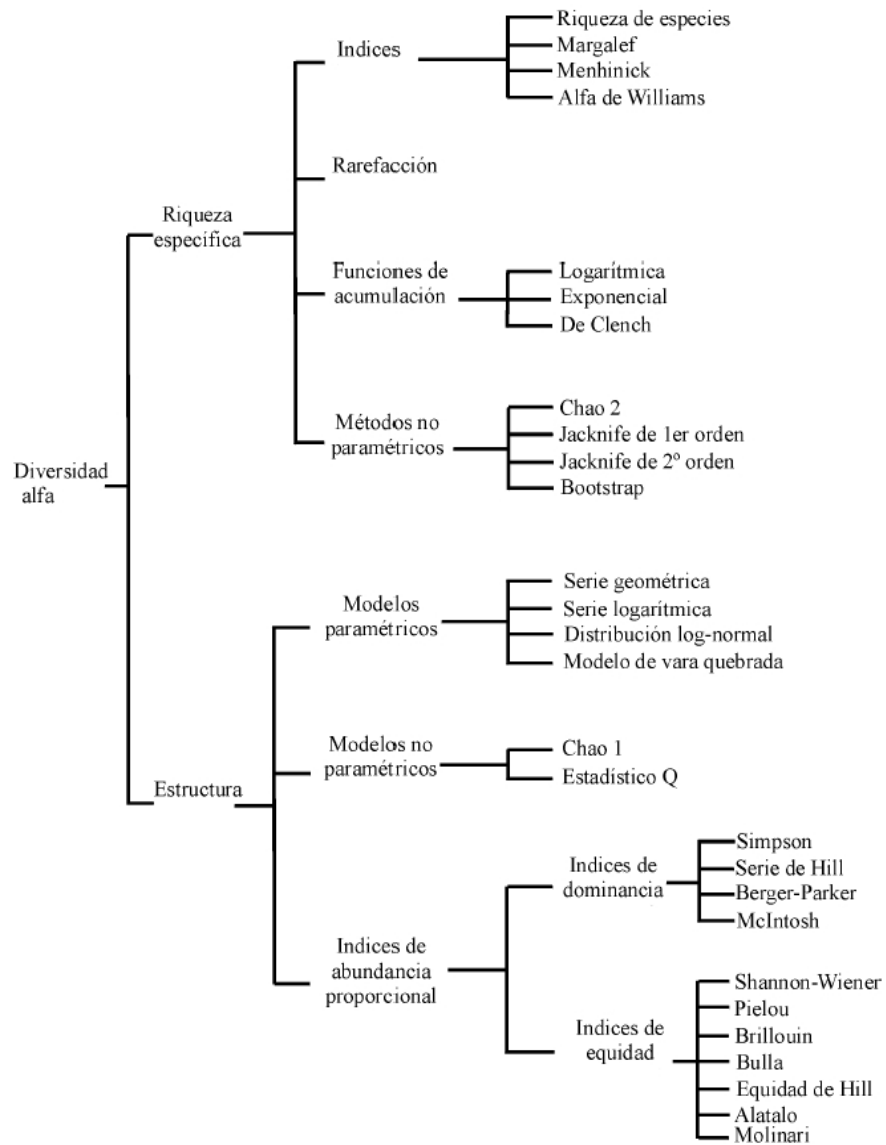 Diversidad
alfa
Riqueza
específica
Indices
Riqueza de especies
Margalef
Menhinick
Alfa de Williams
Rarefacción
Funciones de
acumulación
Logarítmica
Exponencial
De Clench
Métodos no
paramétricos
Chao 2
Jacknife de 1er orden
Jacknife de 2º orden
Bootstrap
Estructura
Modelos
paramétricos
Serie geométrica
Serie logarítmica
Distribución log-normal
Modelo de vara quebrada
Modelos no
paramétricos
Chao 1
Estadístico Q
Indices de
abundancia
proporcional
Indices de
dominancia
Simpson
Serie de Hill
Berger-Parker
McIntosh
Indices de
equidad
Shannon-Wiener
Pielou
Brillouin
Bulla
Equidad de Hill
Alatalo
Molinari